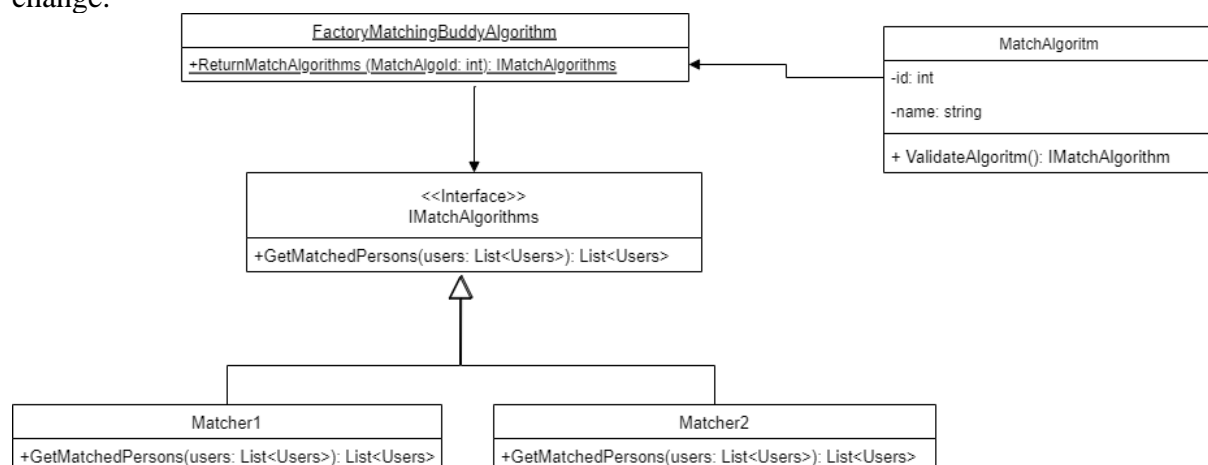 change.
FactoryMatchingBuddyAlgorithm
+ReturnMatchAlgorithms (MatchAlgoId: int): IMatchAlgorithms
MatchAlgoritm
-id: int
-name: string
+ ValidateAlgoritm(): IMatchAlgorithm
<<Interface>>
IMatchAlgorithms
+GetMatchedPersons(users: List<Users>): List<Users>
Matcher1
+GetMatchedPersons(users: List<Users>): List<Users>
Matcher2
+GetMatchedPersons(users: List<Users>): List<Users>